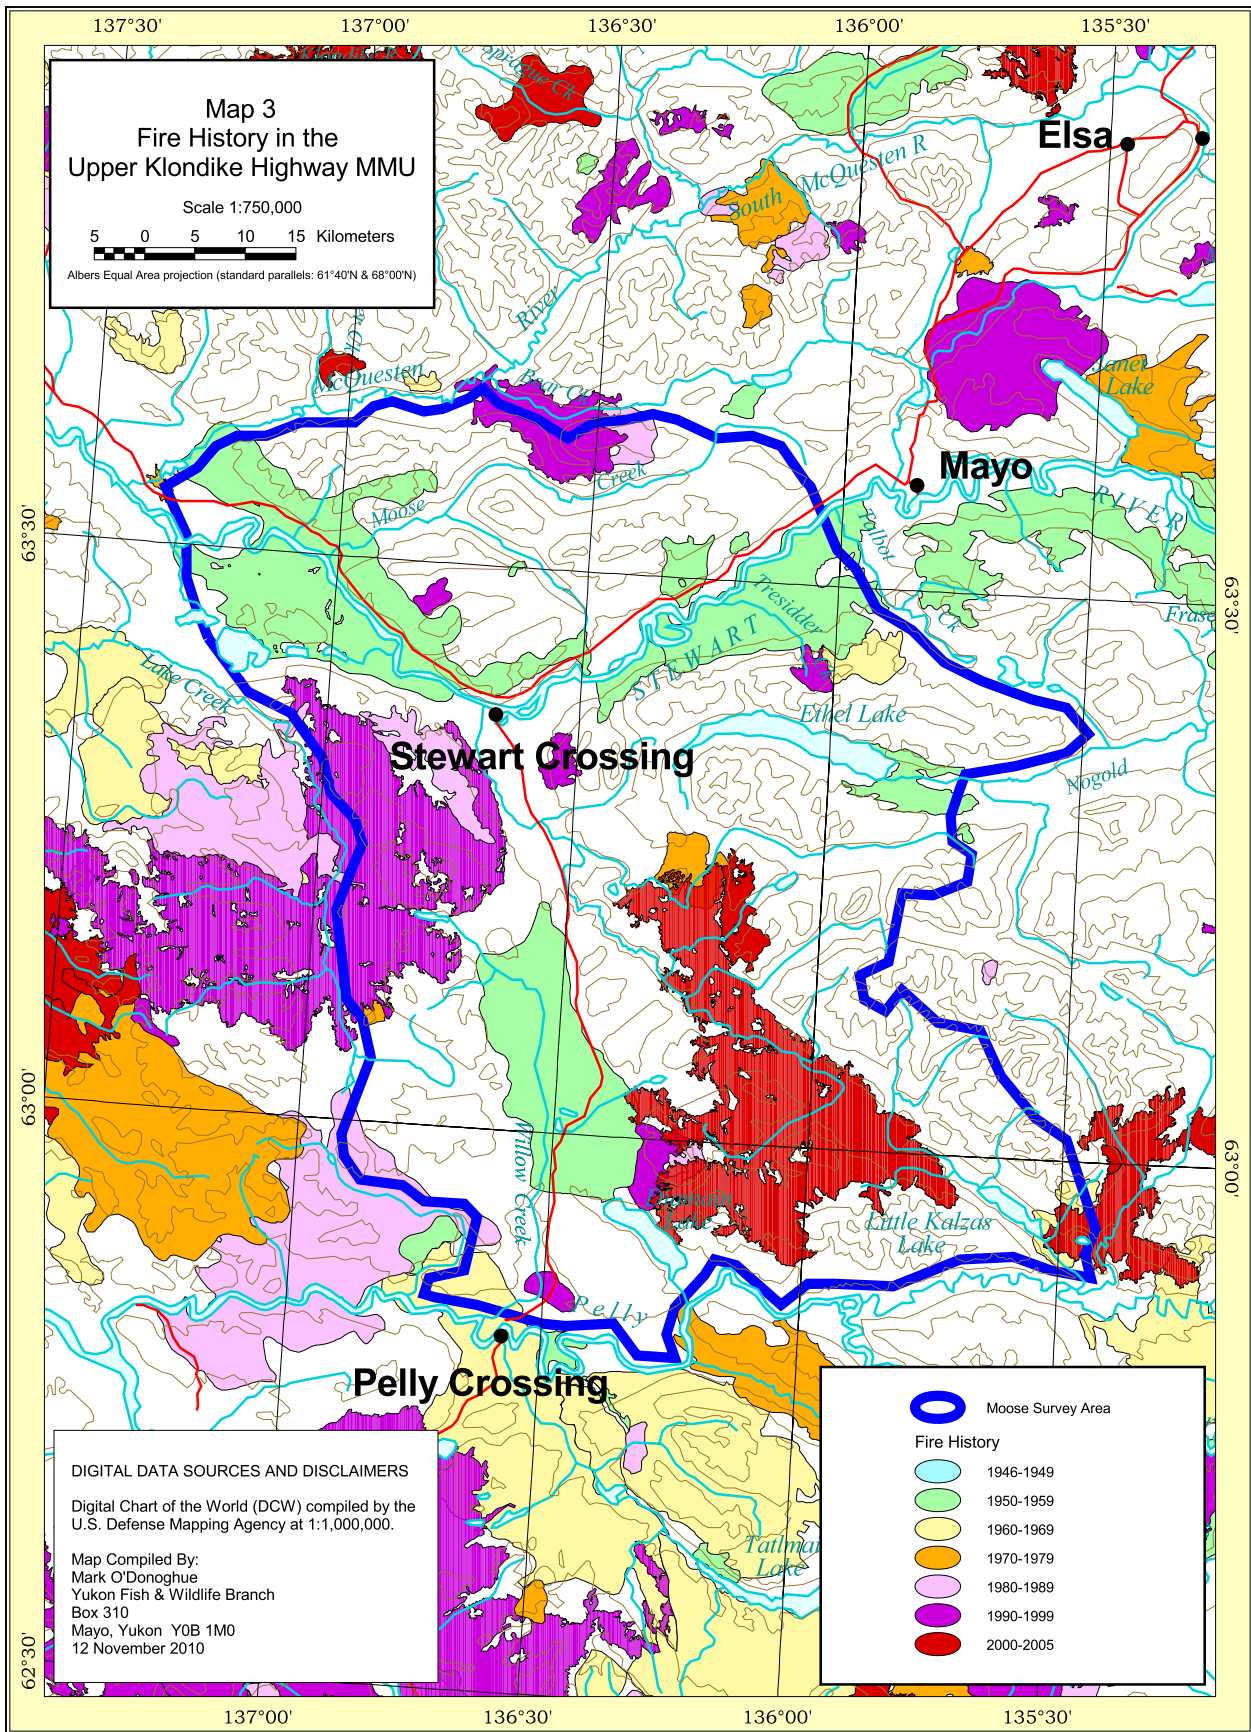 137°30'
137°00'
136°30'
136°00'
135°30'
Map 3
Fire History in the
Upper Klondike Highway MMU
Scale 1:750,000
5 0 5 10 15 Kilometers
Albers Equal Area projection (standard parallels: 61°40'N & 68°00'N)
Sprague Ck
Elsa
South McQuesten R
River
McQuesten
Bear Ck
Janet
Lake
Mayo
Creek
Moose
RIVER
63°30'
Talbot
Ck
Tresidder
STEWART
63°30'
Frase
Lake Creek
Ethel Lake
Stewart Crossing
Nogold
63°00'
Willow Creek
63°00'
Lake
Little Kalzas
Lake
Pelly
Pelly Crossing
Tatlmai
Lake
DIGITAL DATA SOURCES AND DISCLAIMERS
Digital Chart of the World (DCW) compiled by the
U.S. Defense Mapping Agency at 1:1,000,000.
Map Compiled By:
Mark O'Donoghue
Yukon Fish & Wildlife Branch
Box 310
Mayo, Yukon Y0B 1M0
12 November 2010
Moose Survey Area
Fire History
1946-1949
1950-1959
1960-1969
1970-1979
1980-1989
1990-1999
2000-2005
62°30'
137°00'
136°30'
136°00'
135°30'